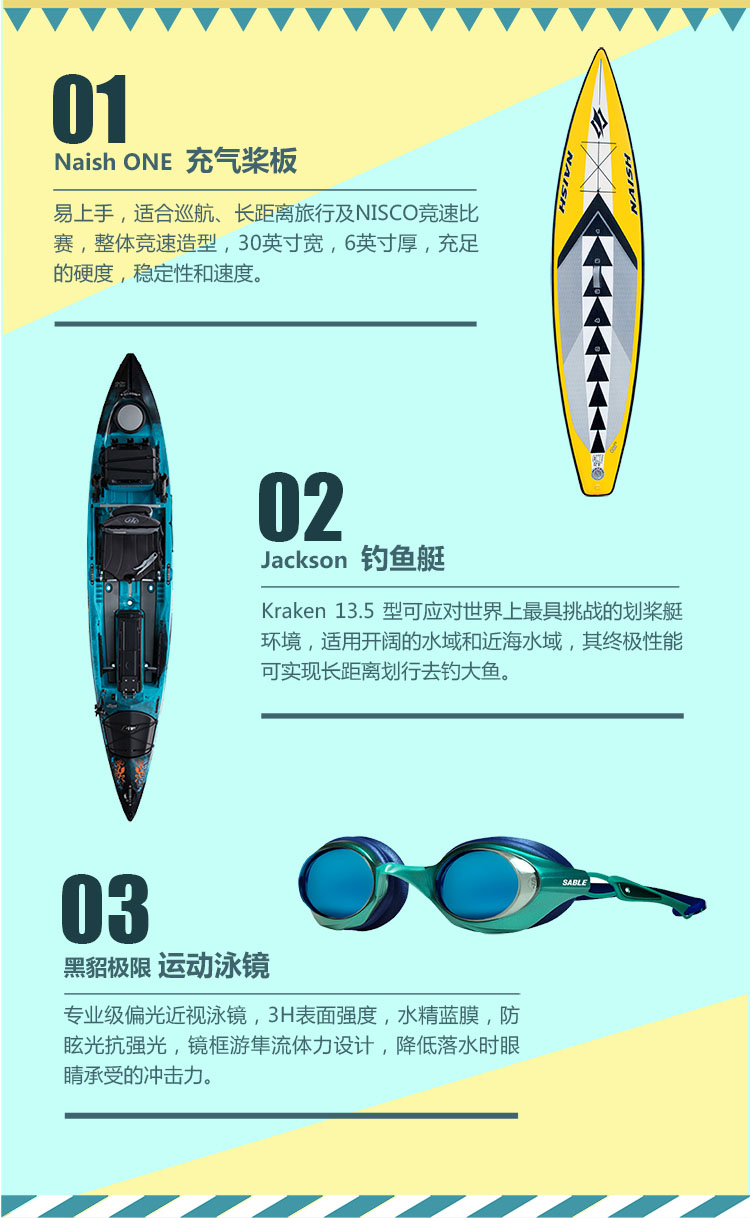 01
Naish ONE 充气桨板
易上手，适合巡航、长距离旅行及NISCO竞速比
赛，整体竞速造型，30英寸宽，6英寸厚，充足
的硬度，稳定性和速度。
NAISH
NAISH
02
Jackson 钓鱼艇
Kraken 13.5 型可应对世界上最具挑战的划桨艇
环境，适用开阔的水域和近海水域，其终极性能
可实现长距离划行去钓大鱼。
SABLE
03
黑貂极限 运动泳镜
专业级偏光近视泳镜，3H表面强度，水精蓝膜，防
眩光抗强光，镜框游隼流体力设计，降低落水时眼
睛承受的冲击力。